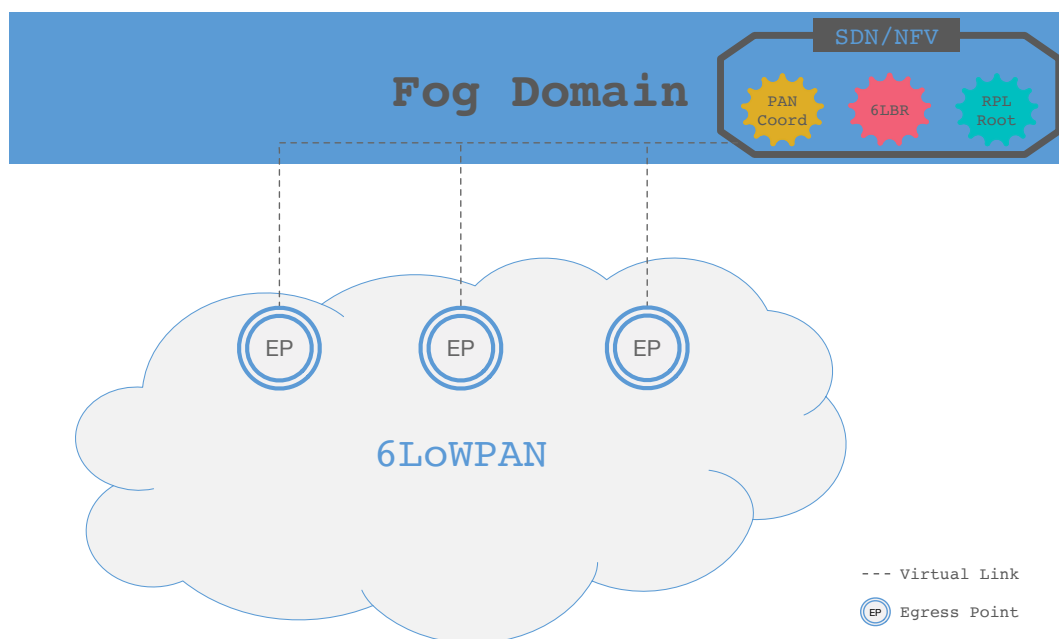 SDN/NFV
Fog Domain
PAN
Coord
6LBR
RPL
Root
EP
EP
EP
6LoWPAN
--- Virtual Link
EP Egress Point